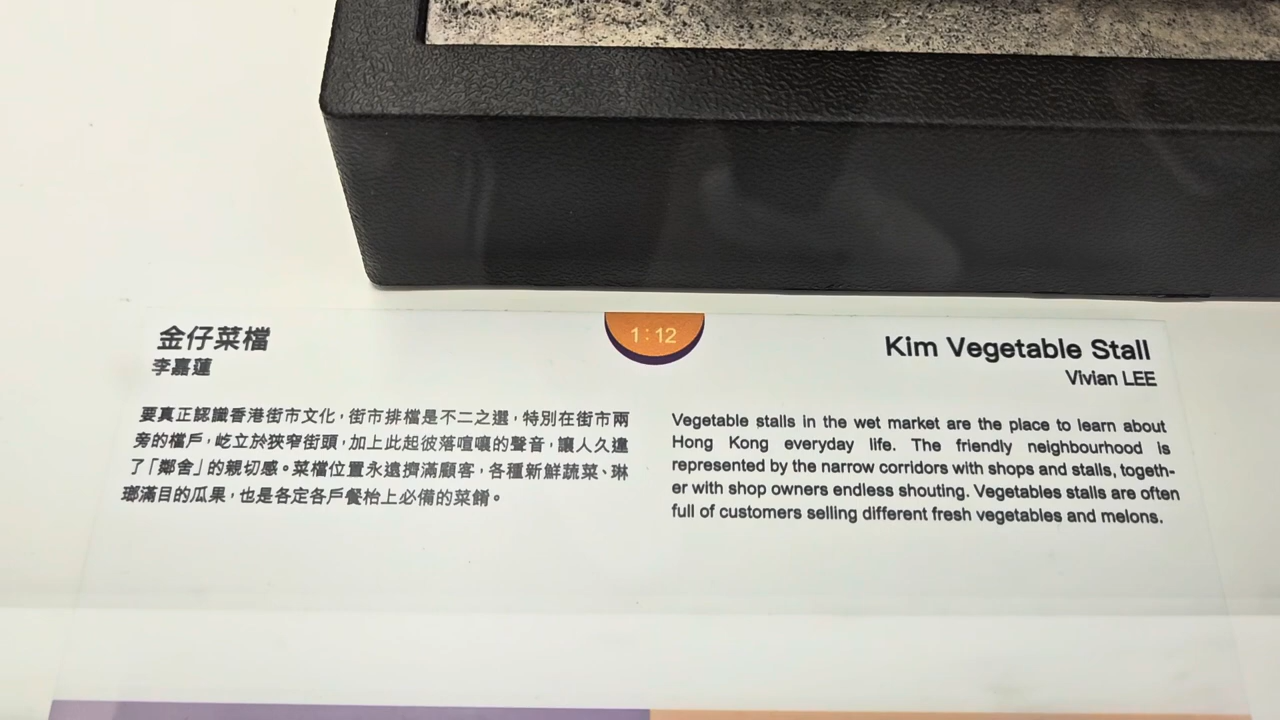 金仔菜檔
李嘉蓮
要真正認識香港街市文化，街市排檔是不二之選，特別在街市兩
旁的檔戶，屹立於狹窄街頭，加上此起彼落喧嚷的聲音，讓人久違
了「鄰舍」的親切感。菜檔位置永遠擠滿顧客，各種新鮮蔬菜、琳
瑯滿目的瓜果，也是各定各戶餐枱上必備的菜餚。
1:12
Kim Vegetable Stall
Vivian LEE
Vegetable stalls in the wet market are the place to learn about
Hong Kong everyday life. The friendly neighbourhood is
represented by the narrow corridors with shops and stalls, togeth-
er with shop owners endless shouting. Vegetables stalls are often
full of customers selling different fresh vegetables and melons.